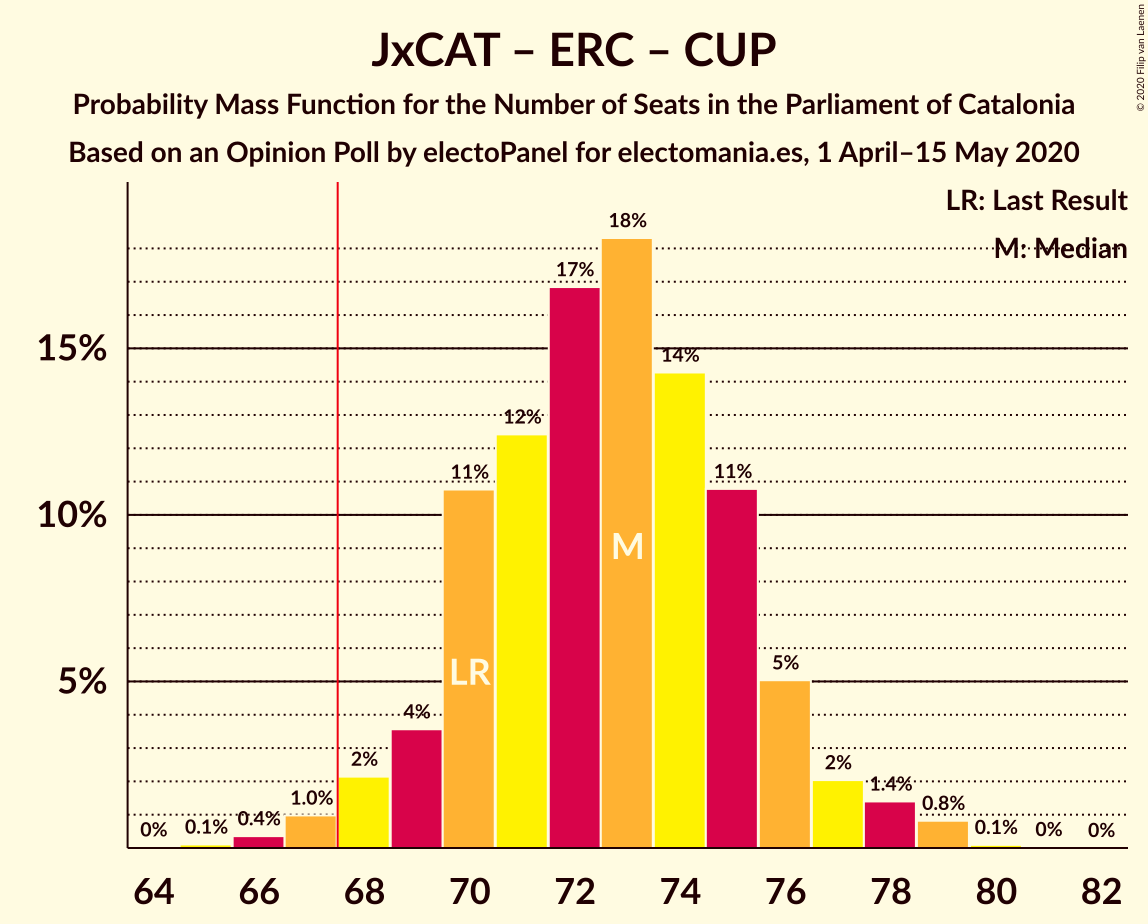 JxCAT – ERC – CUP
Probability Mass Function for the Number of Seats in the Parliament of Catalonia
Based on an Opinion Poll by electoPanel for electomania.es, 1 April–15 May 2020
© 2020 Filip van Laenen
LR: Last Result
M: Median
15%
10%
5%
0%
0.1%
0.4%
1.0%
2%
4%
11%
12%
17%
18%
14%
11%
5%
2%
1.4%
0.8%
0.1%
0%
0%
LR
M
64 66 68 70 72 74 76 78 80 82